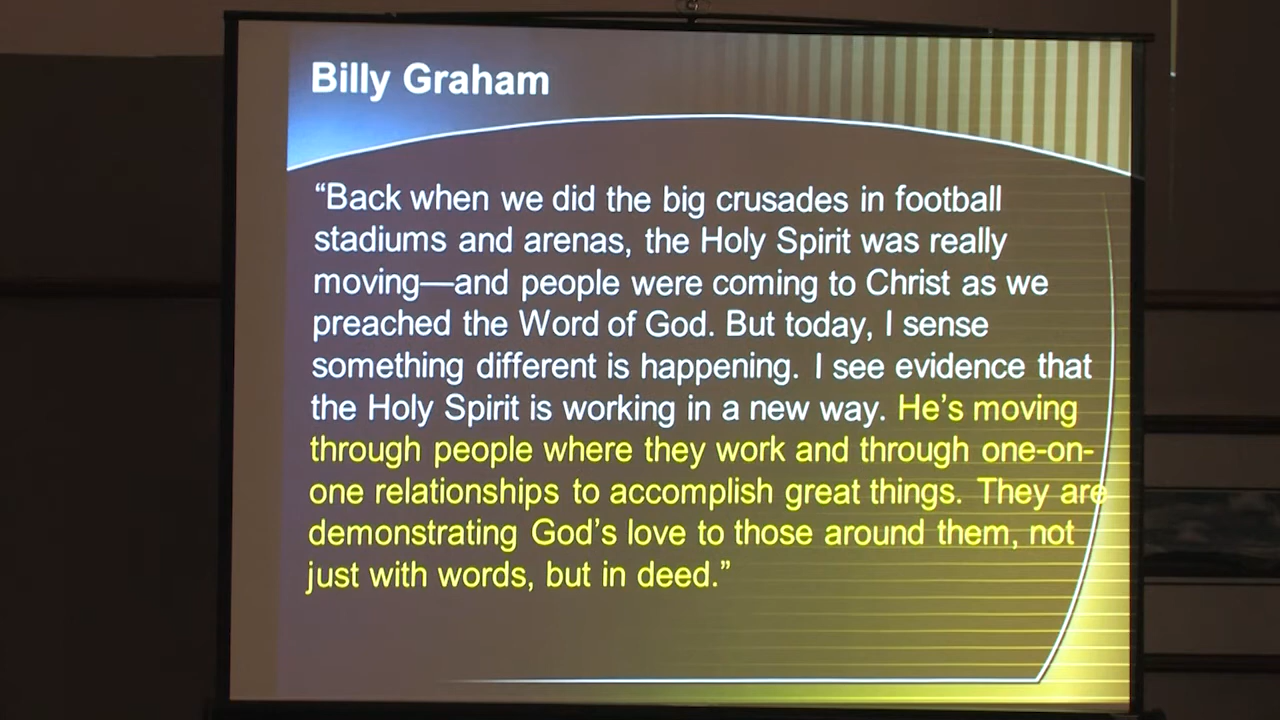 Billy Graham
“Back when we did the big crusades in football
stadiums and arenas, the Holy Spirit was really
moving—and people were coming to Christ as we
preached the Word of God. But today, I sense
something different is happening. I see evidence that
the Holy Spirit is working in a new way. He’s moving
through people where they work and through one-on-
one relationships to accomplish great things. They are
demonstrating God’s love to those around them, not
just with words, but in deed.”